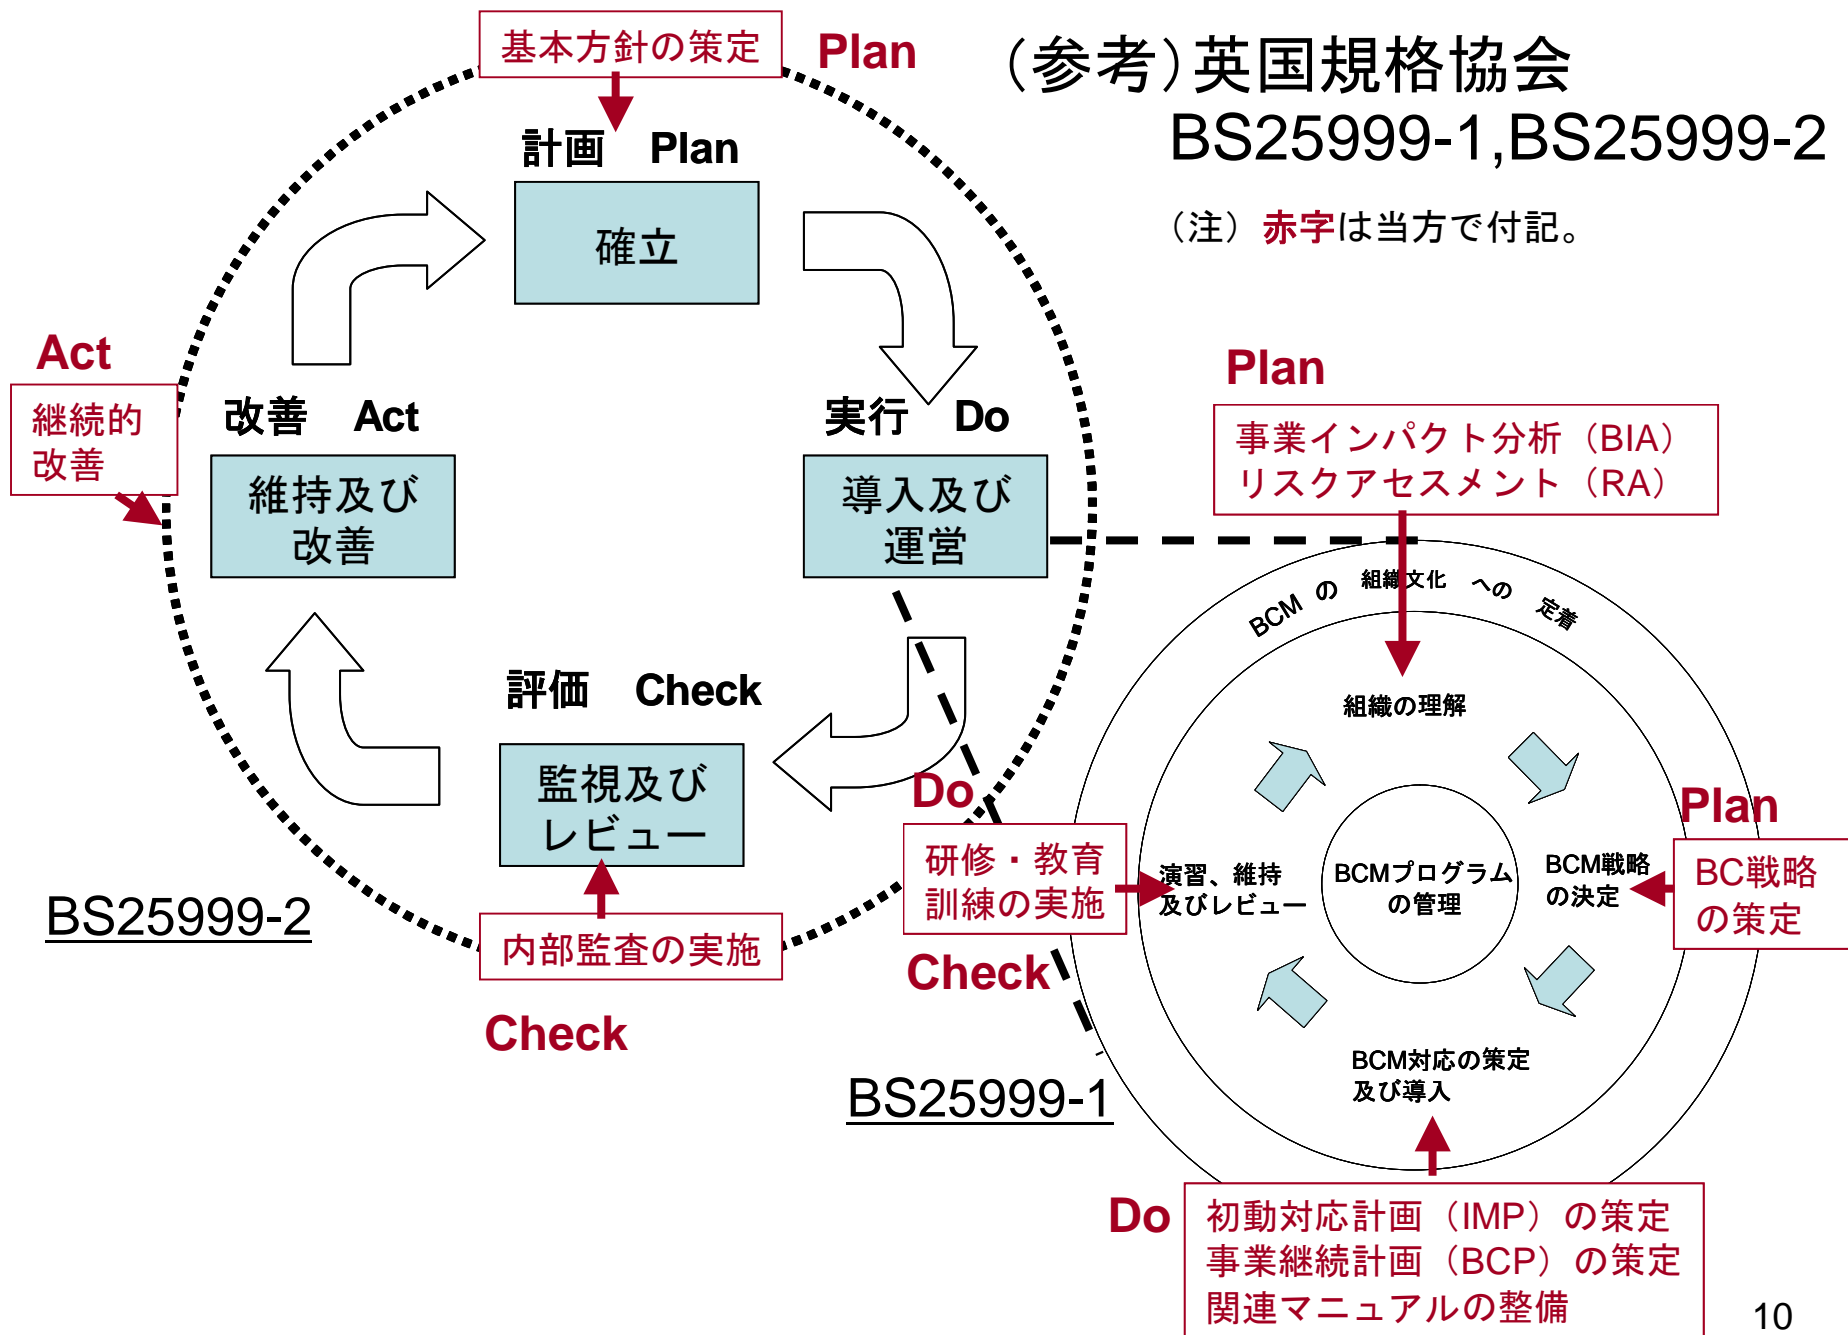 （参考）英国規格協会
BS25999-1,BS25999-2
（注）赤字は当方で付記。
基本方針の策定
Plan
計画 Plan
確立
Act
継続的
改善
改善 Act
維持及び
改善
実行 Do
導入及び
運営
評価 Check
監視及び
レビュー
内部監査の実施
Check
BS25999-2
Plan
事業インパクト分析（BIA）
リスクアセスメント（RA）
BCM の 組織文化 への 定着
組織の理解
Do
研修・教育
訓練の実施
Check
演習、維持
及びレビュー
BCMプログラム
の管理
BCM戦略
の決定
Plan
BC戦略
の策定
BCM対応の策定
及び導入
BS25999-1
Do
初動対応計画（IMP）の策定
事業継続計画（BCP）の策定
関連マニュアルの整備
10